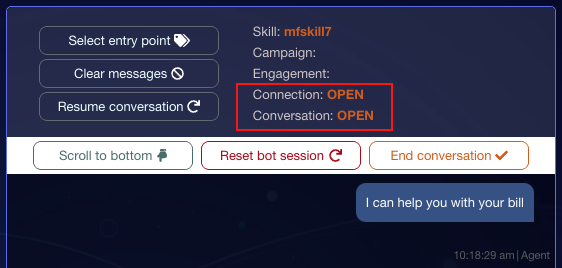 Select entry point
Clear messages
Resume conversation
Skill: mfskill7
Campaign:
Engagement:
Connection: OPEN
Conversation: OPEN
Scroll to bottom
Reset bot session
End conversation
I can help you with your bill
10:18:29 am | Agent